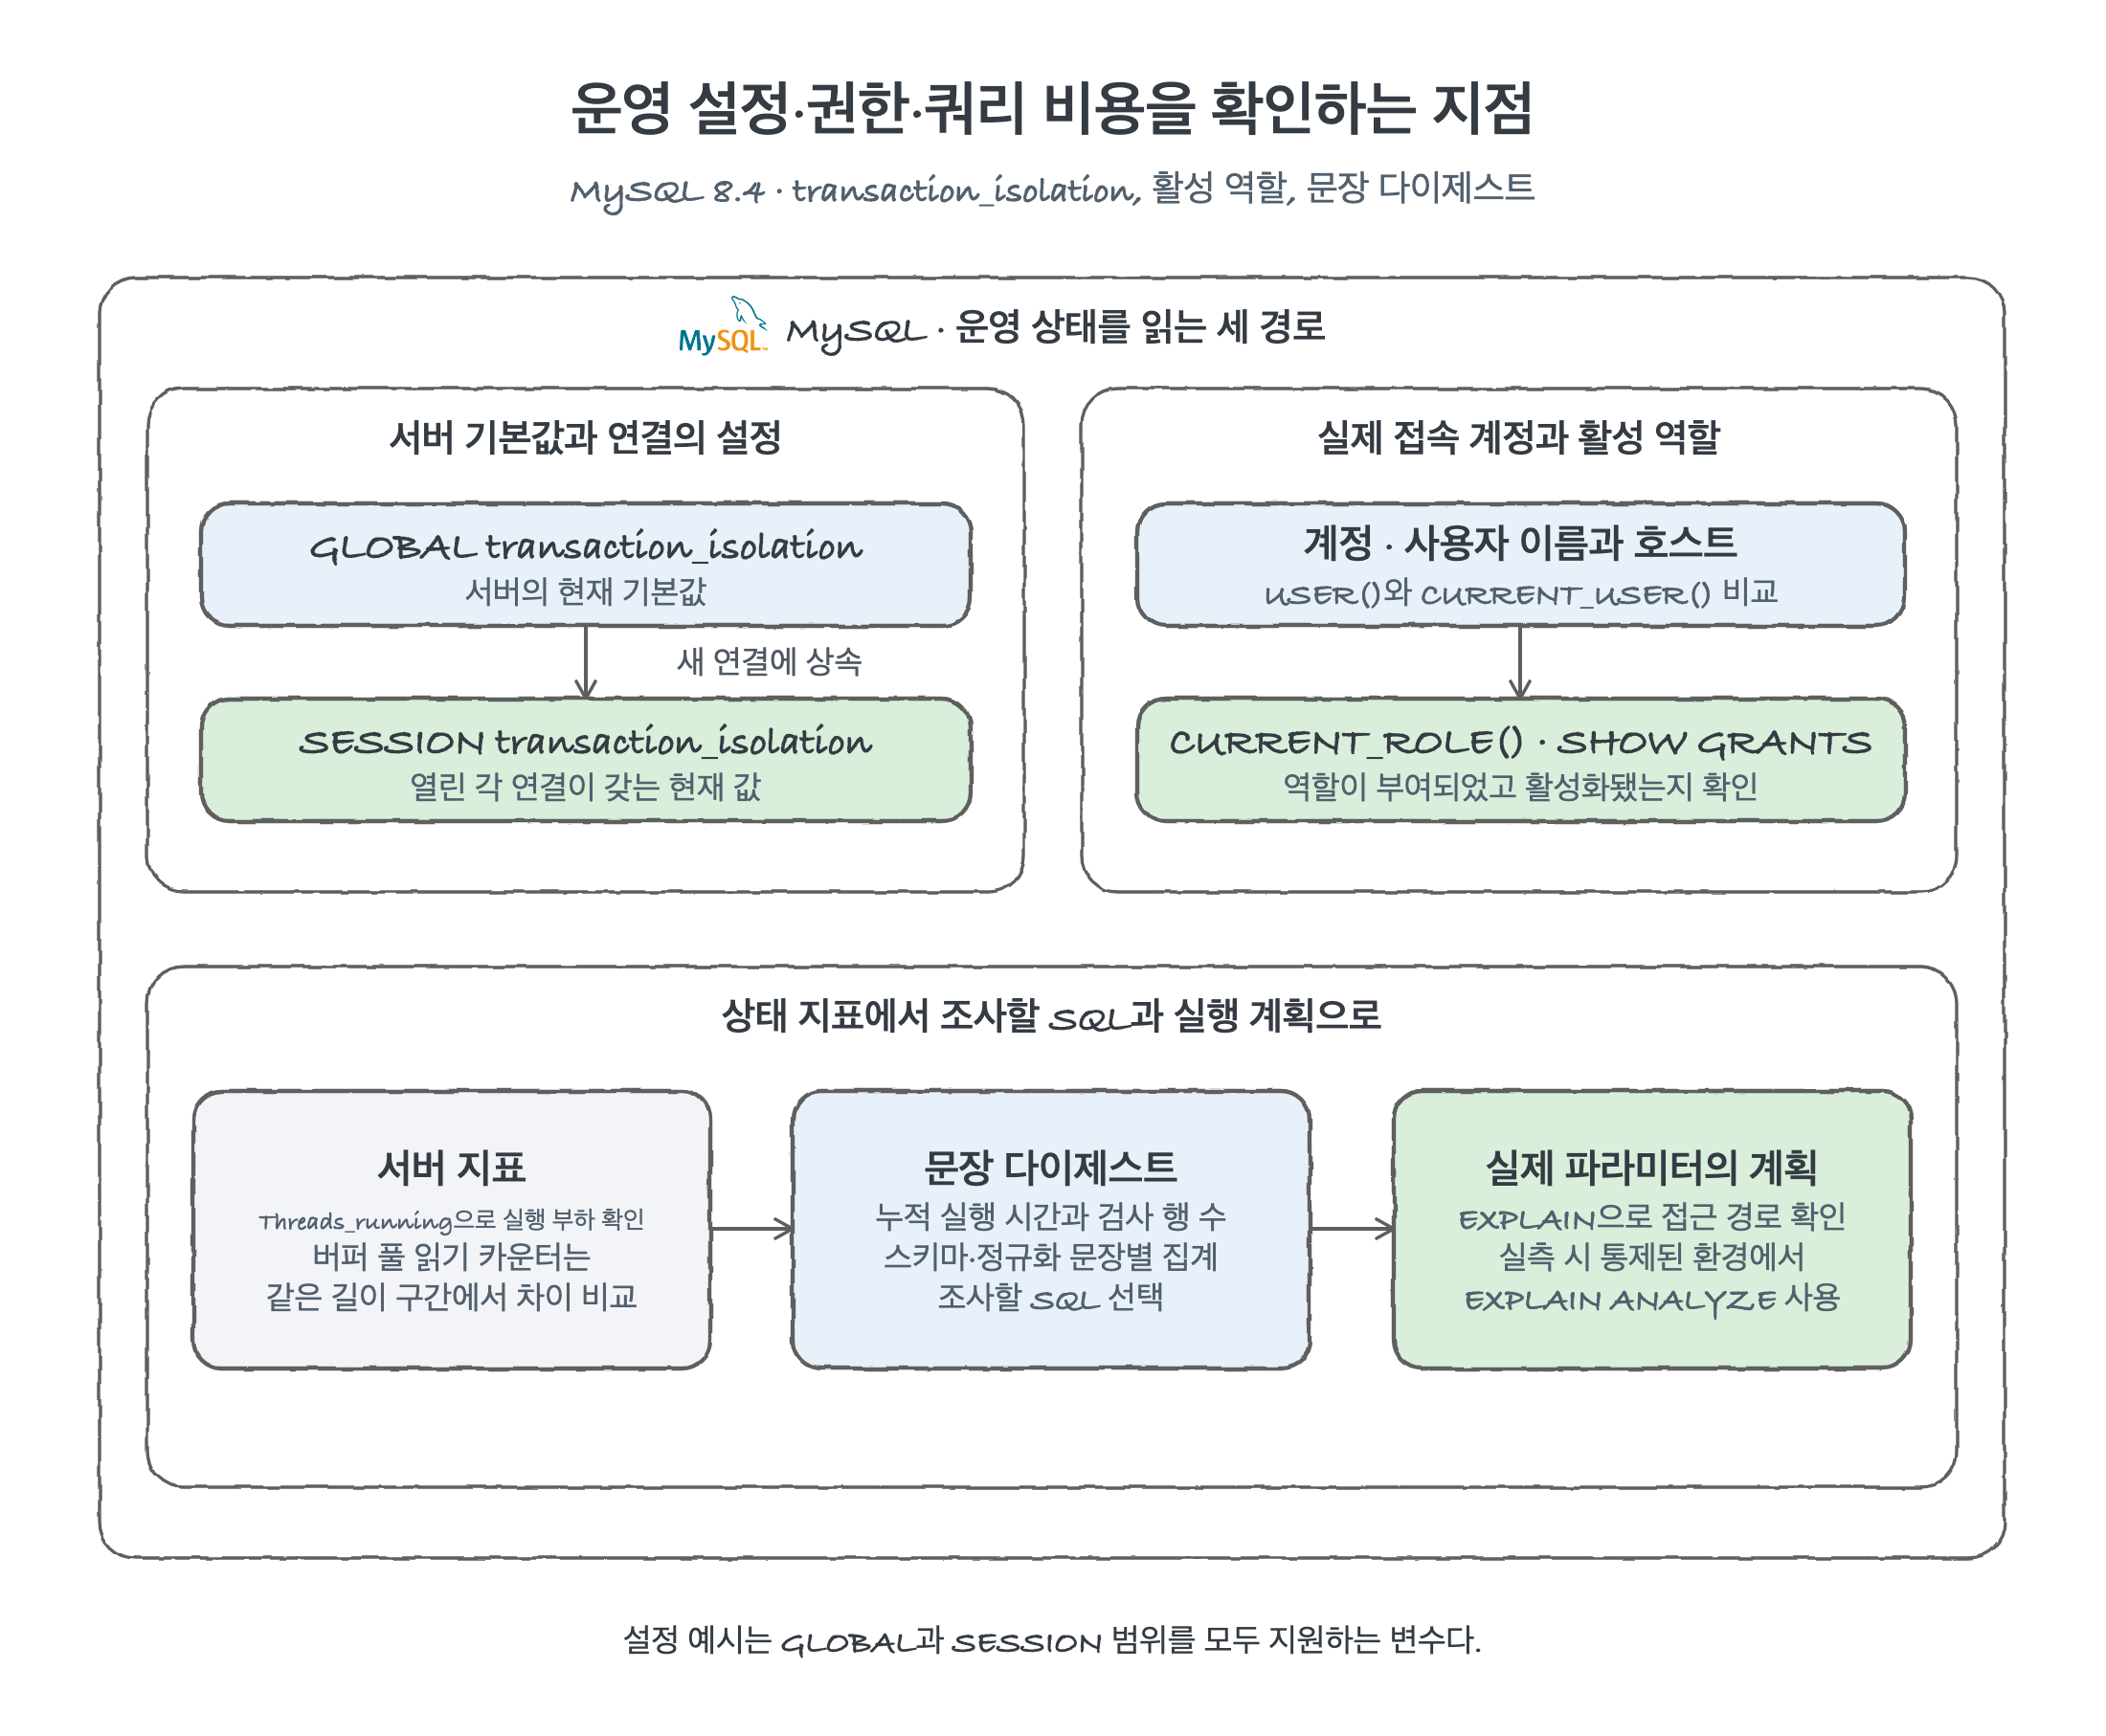 운영 설정·권한·쿼리 비용을 확인하는 지점
MySQL 8.4 · transaction_isolation, 활성 역할, 문장 다이제스트
MySQL™ MySQL · 운영 상태를 읽는 세 경로
서버 기본값과 연결의 설정
GLOBAL transaction_isolation
서버의 현재 기본값
새 연결에 상속
SESSION transaction_isolation
열린 각 연결이 갖는 현재 값
실제 접속 계정과 활성 역할
계정 · 사용자 이름과 호스트
USER()와 CURRENT_USER() 비교
CURRENT_ROLE() · SHOW GRANTS
역할이 부여되었고 활성화됐는지 확인
상태 지표에서 조사할 SQL과 실행 계획으로
서버 지표
Threads_running으로 실행 부하 확인
버퍼 풀 읽기 카운터는
같은 길이 구간에서 차이 비교
문장 다이제스트
누적 실행 시간과 검사 행 수
스키마·정규화 문장별 집계
조사할 SQL 선택
실제 파라미터의 계획
EXPLAIN으로 접근 경로 확인
실측 시 통제된 환경에서
EXPLAIN ANALYZE 사용
설정 예시는 GLOBAL과 SESSION 범위를 모두 지원하는 변수다.